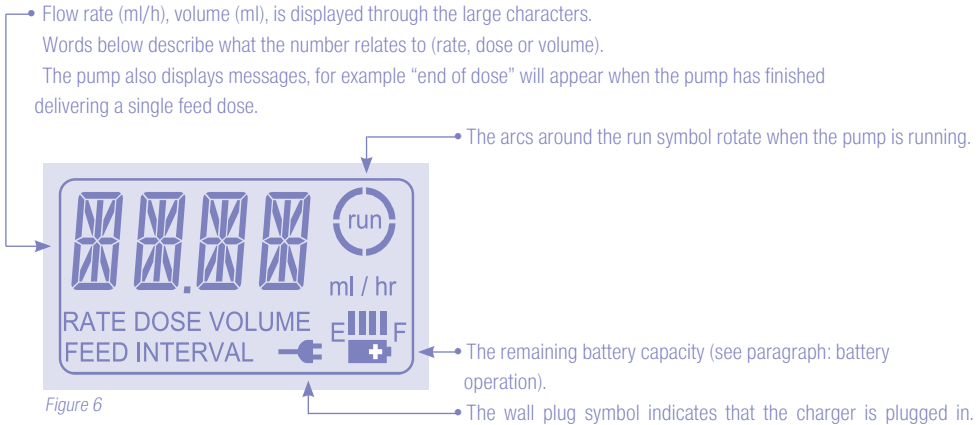 Flow rate (ml/h), volume (ml), is displayed through the large characters.
Words below describe what the number relates to (rate, dose or volume).
The pump also displays messages, for example “end of dose” will appear when the pump has finished
delivering a single feed dose.
The arcs around the run symbol rotate when the pump is running.
run
ml / hr
RATE DOSE VOLUME
E F
FEED INTERVAL
The remaining battery capacity (see paragraph: battery
operation).
Figure 6
The wall plug symbol indicates that the charger is plugged in.